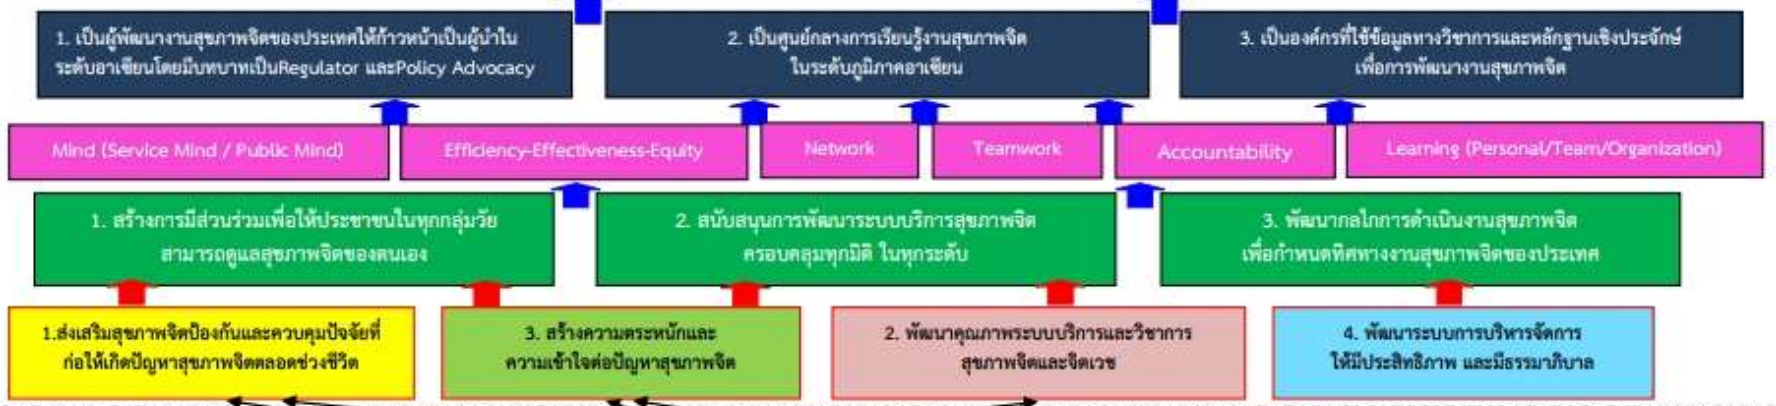 1. เป็นผู้พัฒนางานสุขภาพจิตของประเทศให้ก้าวหน้าเป็นผู้นำใน
ระดับอาเซียนโดยมีบทบาทเป็นRegulator และPolicy Advocacy
2. เป็นศูนย์กลางการเรียนรู้งานสุขภาพจิต
ในระดับภูมิภาคอาเซียน
3. เป็นองค์กรที่ใช้ข้อมูลทางวิชาการและหลักฐานเชิงประจักษ์
เพื่อการพัฒนางานสุขภาพจิต
Mind (Service Mind / Public Mind)
Efficiency-Effectiveness-Equity
Network
Teamwork
Accountability
Learning (Personal/Team/Organization)
1. สร้างการมีส่วนร่วมเพื่อให้ประชาชนในทุกกลุ่มวัย
สามารถดูแลสุขภาพจิตของตนเอง
2. สนับสนุนการพัฒนาระบบบริการสุขภาพจิต
ครอบคลุมทุกมิติ ในทุกระดับ
3. พัฒนากลไกการดำเนินงานสุขภาพจิต
เพื่อกำหนดทิศทางงานสุขภาพจิตของประเทศ
1.ส่งเสริมสุขภาพจิตป้องกันและควบคุมปัจจัยที่
ก่อให้เกิดปัญหาสุขภาพจิตตลอดช่วงชีวิต
3. สร้างความตระหนักและ
ความเข้าใจต่อปัญหาสุขภาพจิต
2. พัฒนาคุณภาพระบบบริการและวิชาการ
สุขภาพจิตและจิตเวช
4. พัฒนาระบบการบริหารจัดการ
ให้มีประสิทธิภาพ และมีธรรมาภิบาล